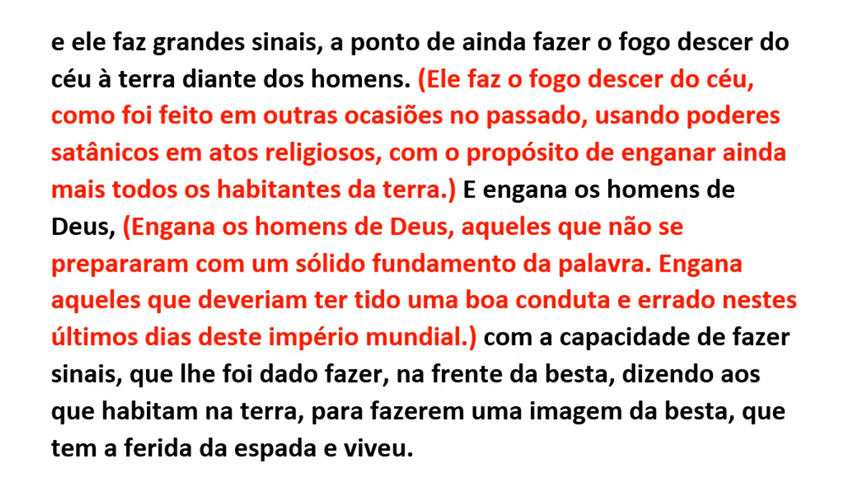 e ele faz grandes sinais, a ponto de ainda fazer o fogo descer do
céu à terra diante dos homens. (Ele faz o fogo descer do céu,
como foi feito em outras ocasiões no passado, usando poderes
satânicos em atos religiosos, com o propósito de enganar ainda
mais todos os habitantes da terra.) E engana os homens de
Deus, (Engana os homens de Deus, aqueles que não se
prepararam com um sólido fundamento da palavra. Engana
aqueles que deveriam ter tido uma boa conduta e errado nestes
últimos dias deste império mundial.) com a capacidade de fazer
sinais, que lhe foi dado fazer, na frente da besta, dizendo aos
que habitam na terra, para fazerem uma imagem da besta, que
tem a ferida da espada e viveu.